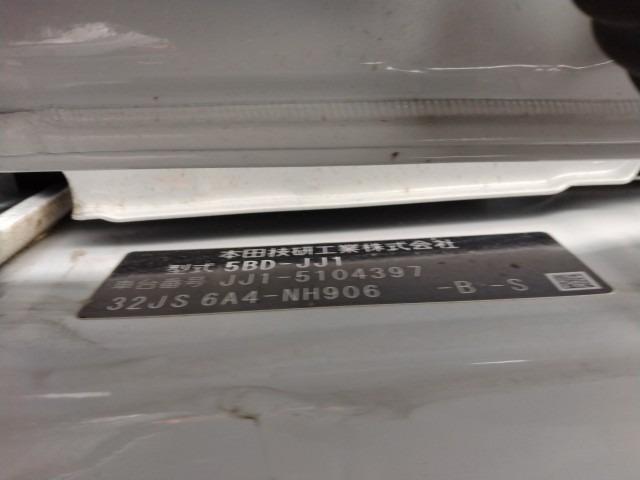 本田技研工業株式会社
型式 5BD-JJ1
車台番号 JJ1-5104397
32JS 6A4-NH906 -B -S